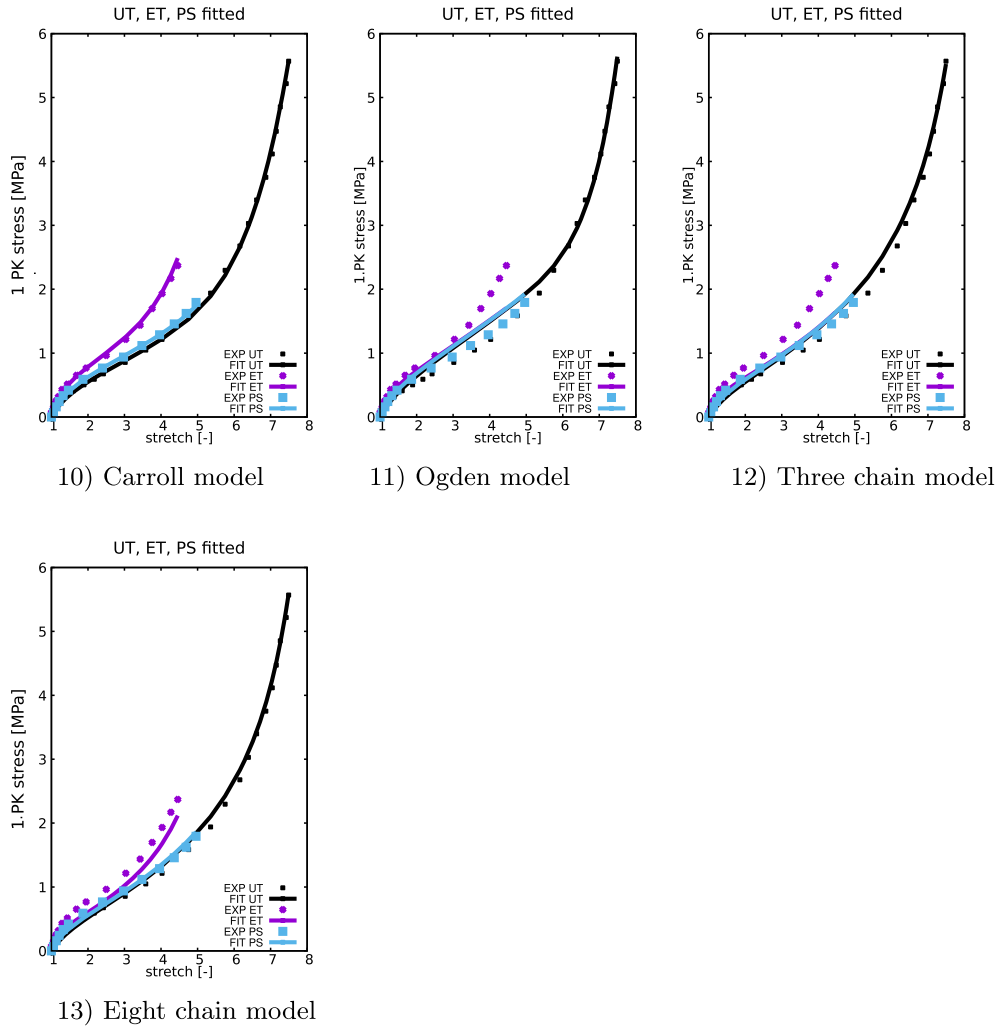 UT, ET, PS fitted
6
5
4
3
2
1
0
1 PK stress [MPa]
EXP UT
FIT UT
EXP ET
FIT ET
EXP PS
FIT PS
1 2 3 4 5 6 7 8
stretch [-]
10) Carroll model
UT, ET, PS fitted
6
5
4
3
2
1
0
1.PK stress [MPa]
EXP UT
FIT UT
EXP ET
FIT ET
EXP PS
FIT PS
1 2 3 4 5 6 7 8
stretch [-]
11) Ogden model
UT, ET, PS fitted
6
5
4
3
2
1
0
1.PK stress [MPa]
EXP UT
FIT UT
EXP ET
FIT ET
EXP PS
FIT PS
1 2 3 4 5 6 7 8
stretch [-]
12) Three chain model
UT, ET, PS fitted
6
5
4
3
2
1
0
1.PK stress [MPa]
EXP UT
FIT UT
EXP ET
FIT ET
EXP PS
FIT PS
1 2 3 4 5 6 7 8
stretch [-]
13) Eight chain model